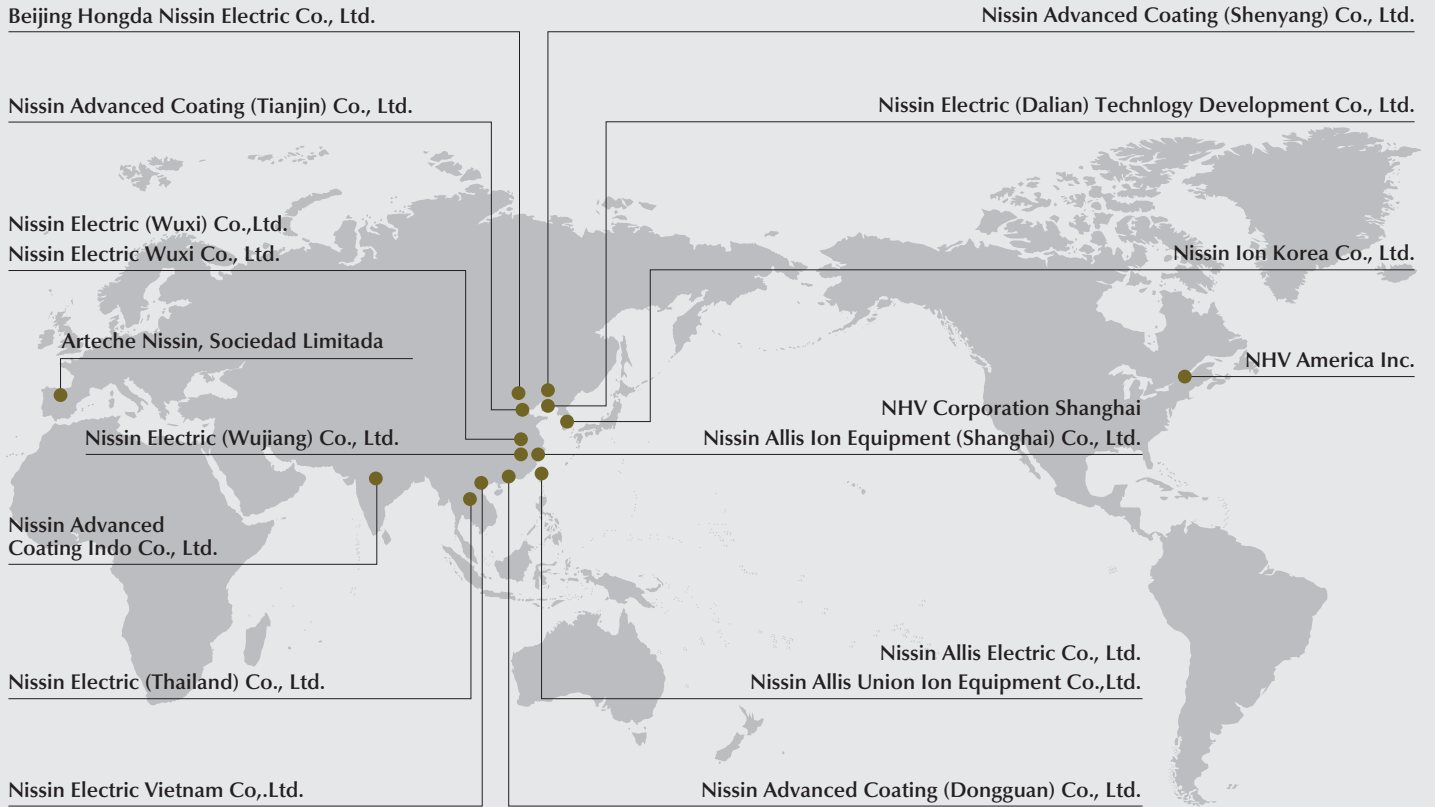 Beijing Hongda Nissin Electric Co., Ltd.
Nissin Advanced Coating (Shenyang) Co., Ltd.
Nissin Advanced Coating (Tianjin) Co., Ltd.
Nissin Electric (Dalian) Technlogy Development Co., Ltd.
Nissin Electric (Wuxi) Co.,Ltd.
Nissin Electric Wuxi Co., Ltd.
Nissin Ion Korea Co., Ltd.
Arteche Nissin, Sociedad Limitada
NHV America Inc.
NHV Corporation Shanghai
Nissin Allis Ion Equipment (Shanghai) Co., Ltd.
Nissin Electric (Wujiang) Co., Ltd.
Nissin Advanced
Coating Indo Co., Ltd.
Nissin Allis Electric Co., Ltd.
Nissin Allis Union Ion Equipment Co.,Ltd.
Nissin Electric (Thailand) Co., Ltd.
Nissin Electric Vietnam Co,.Ltd.
Nissin Advanced Coating (Dongguan) Co., Ltd.